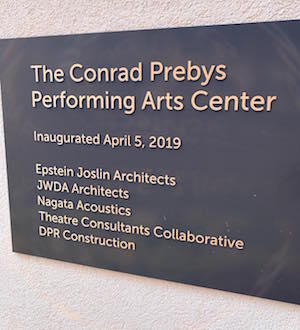 The Conrad Prebys
Performing Arts Center
Inaugurated April 5, 2019
Epstein Joslin Architects
JWDA Architects
Nagata Acoustics
Theatre Consultants Collaborative
DPR Construction